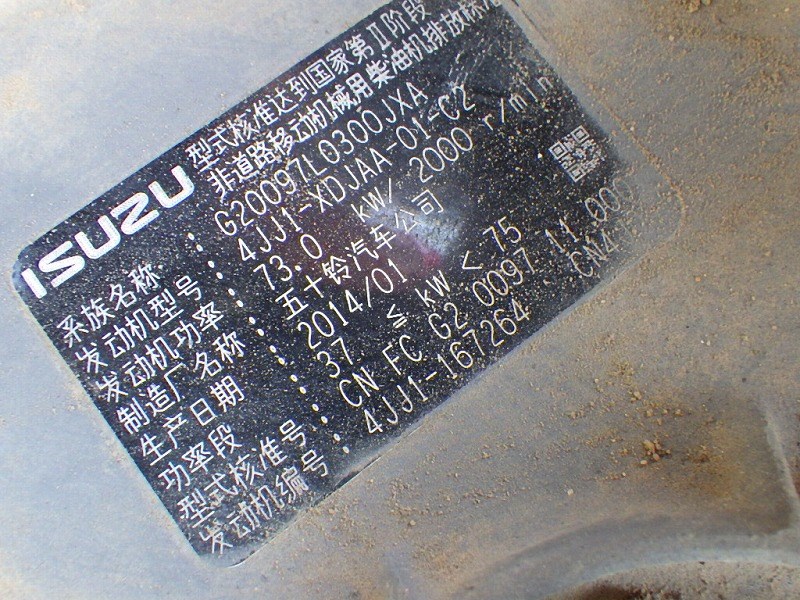 ISUZU
型式核准达到国家第Ⅱ阶段
非道路移动机械用柴油机排放标准
系族名称 : G20097L0300JXA
发动机型号 : 4JJ1-XDJAA-01-C2
发动机功率 : 73.0 kW/ 2000 r/min
制造厂名称 : 五十铃汽车公司
生产日期 : 2014/01
功率段 : 37 ≦ kW < 75
型式核准号 : CN FC G2 0097 11 000
发动机编号 : 4JJ1-167264 CN4